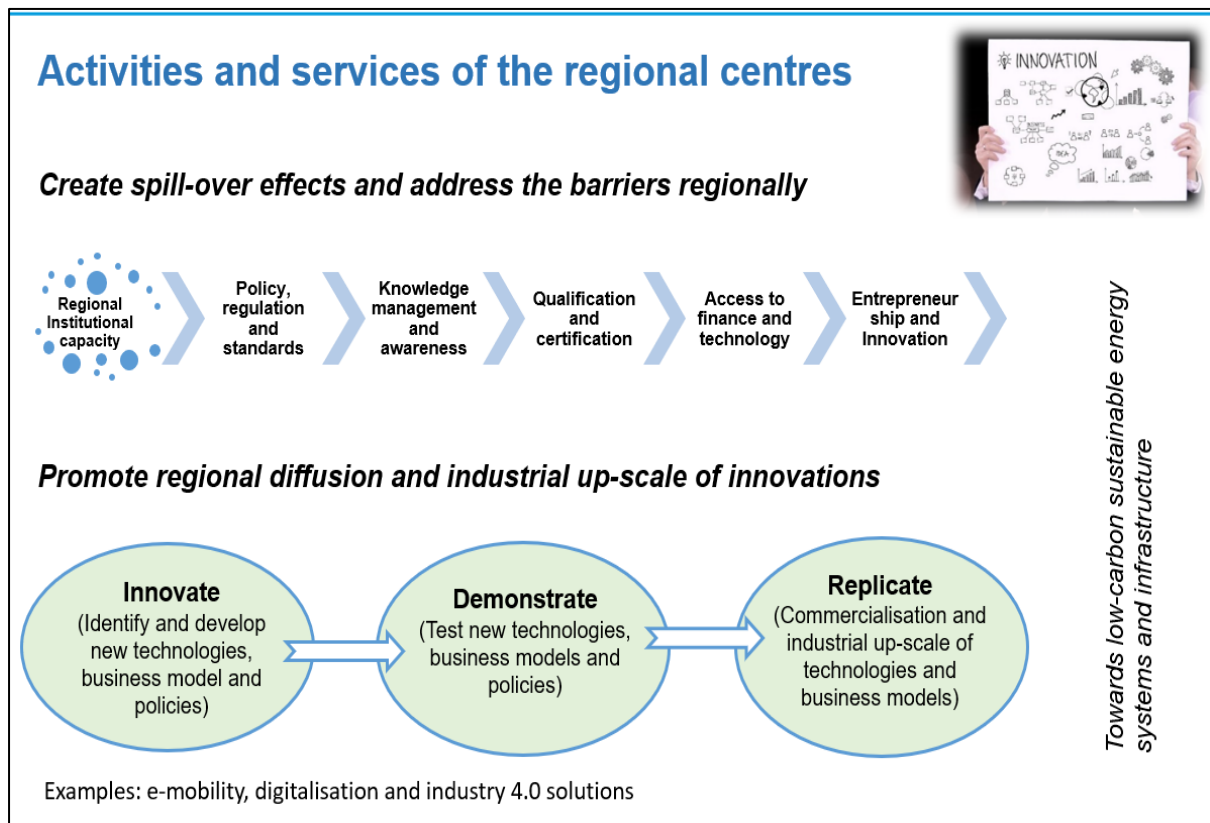 Activities and services of the regional centres
INNOVATION
IDEA
Create spill-over effects and address the barriers regionally
Regional
Institutional
capacity
Policy,
regulation
and
standards
Knowledge
management
and
awareness
Qualification
and
certification
Access to
finance and
technology
Entrepreneur
ship and
Innovation
Promote regional diffusion and industrial up-scale of innovations
Innovate
(Identify and develop
new technologies,
business model and
policies)
Demonstrate
(Test new technologies,
business models and
policies)
Replicate
(Commercialisation and
industrial up-scale of
technologies and
business models)
Towards low-carbon sustainable energy
systems and infrastructure
Examples: e-mobility, digitalisation and industry 4.0 solutions